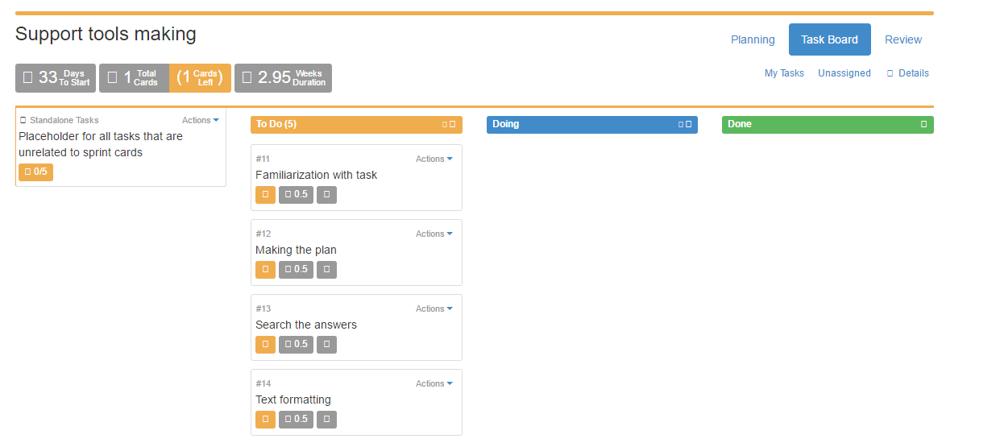 Support tools making
Planning Task Board Review
33 Days To Start 1 Total Cards (1 Cards Left) 2.95 Weeks Duration
My Tasks Unassigned Details
Standalone Tasks Actions
Placeholder for all tasks that are
unrelated to sprint cards
0/5
To Do (5)
#11 Actions
Familiarization with task
0.5
#12 Actions
Making the plan
0.5
#13 Actions
Search the answers
0.5
#14 Actions
Text formatting
0.5
Doing
Done